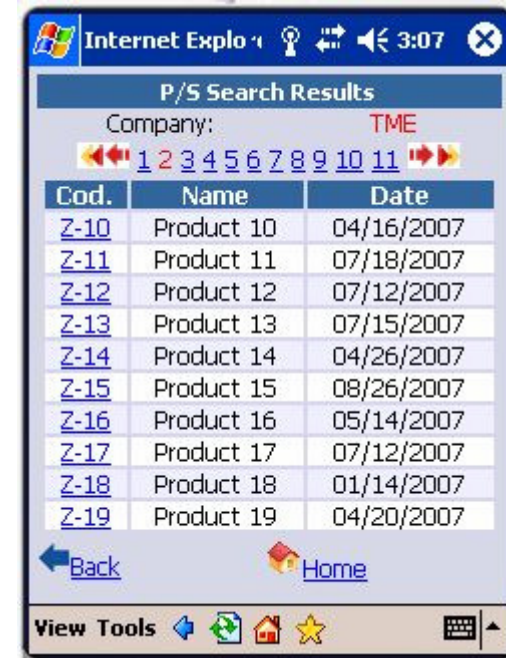 Internet Explo 3:07
P/S Search Results
Company: TME
1 2 3 4 5 6 7 8 9 10 11
Cod. Name Date
Z-10 Product 10 04/16/2007
Z-11 Product 11 07/18/2007
Z-12 Product 12 07/12/2007
Z-13 Product 13 07/15/2007
Z-14 Product 14 04/26/2007
Z-15 Product 15 08/26/2007
Z-16 Product 16 05/14/2007
Z-17 Product 17 07/12/2007
Z-18 Product 18 01/14/2007
Z-19 Product 19 04/20/2007
Back Home
View Tools